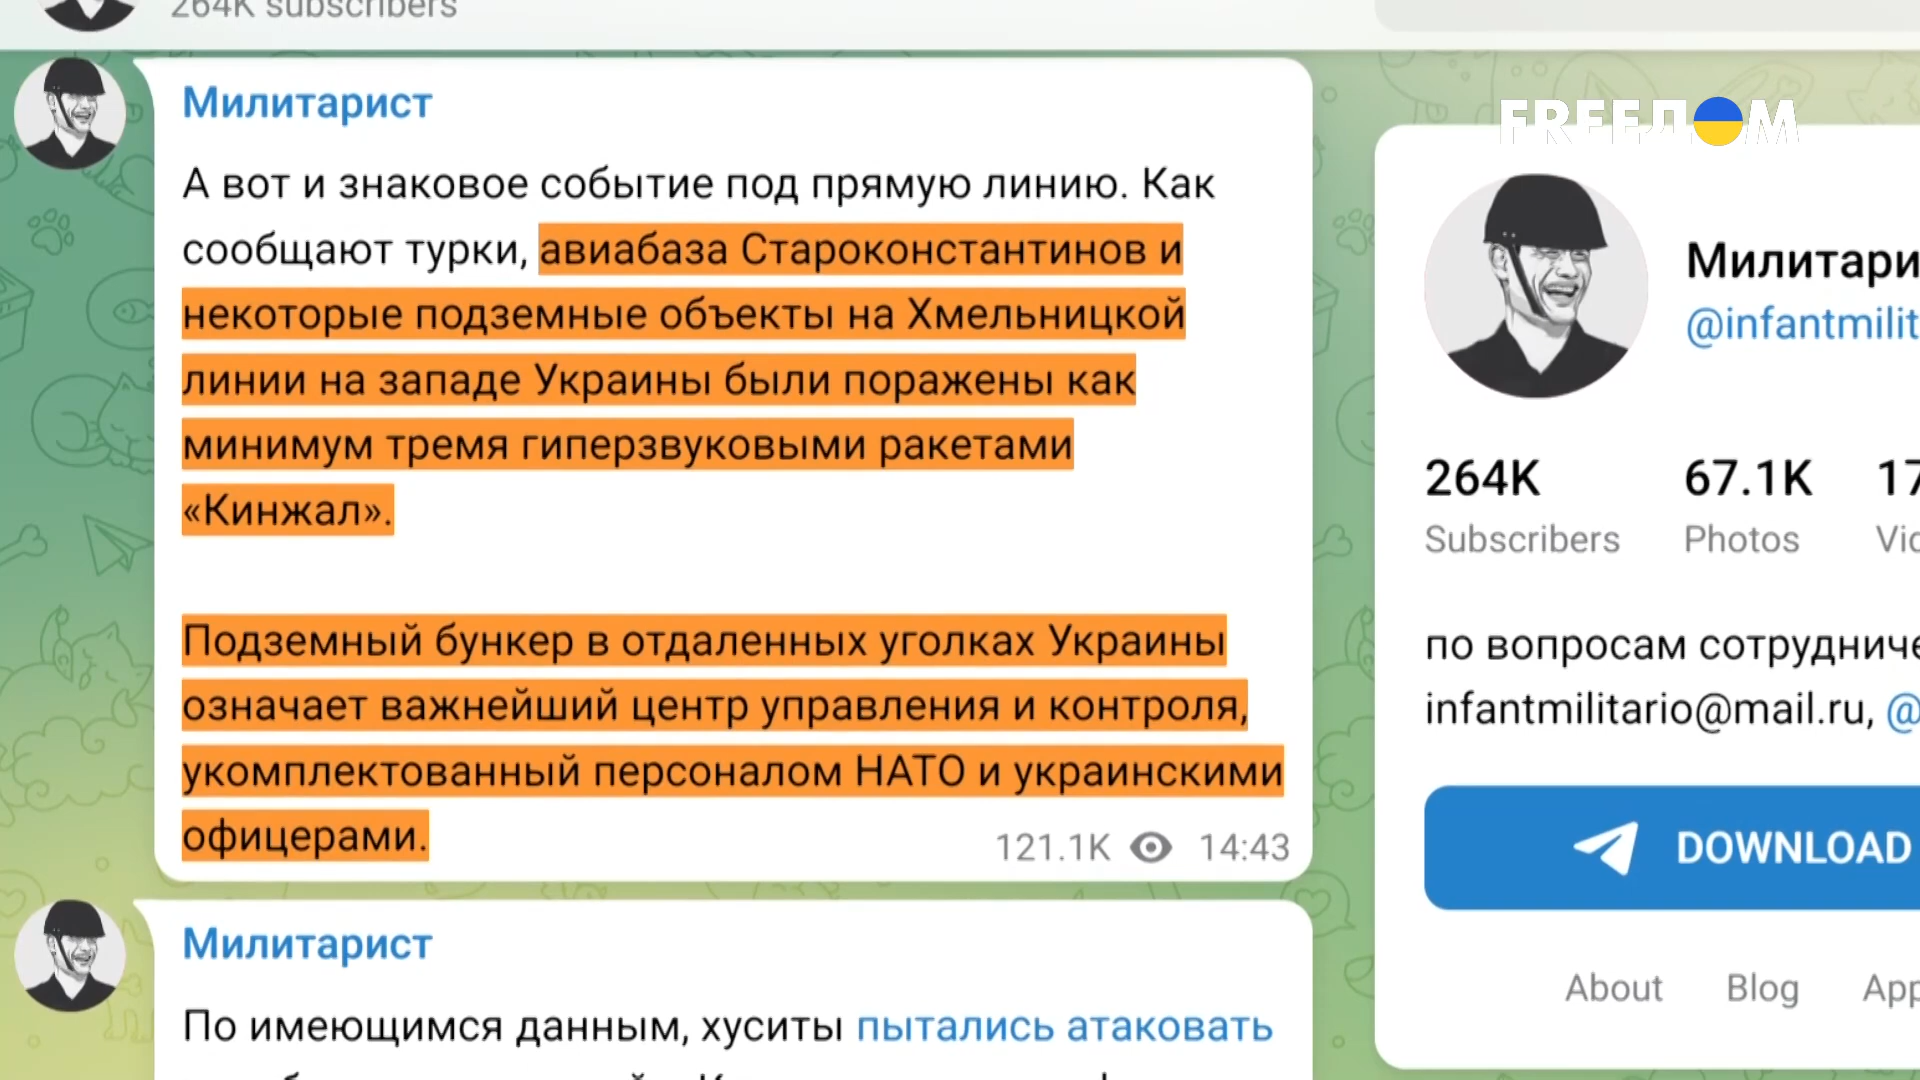 264K subscribers
Милитарист
А вот и знаковое событие под прямую линию. Как
сообщают турки, авиабаза Староконстантинов и
некоторые подземные объекты на Хмельницкой
линии на западе Украины были поражены как
минимум тремя гиперзвуковыми ракетами
«Кинжал».
Подземный бункер в отдаленных уголках Украины
означает важнейший центр управления и контроля,
укомплектованный персоналом НАТО и украинскими
офицерами.
121.1K 14:43
Милитарист
По имеющимся данным, хуситы пытались атаковать
FREEДОМ
Милитари
@infantmilit
264K 67.1K 17
Subscribers Photos Vid
по вопросам сотрудниче
infantmilitario@mail.ru, @
DOWNLOAD
About Blog App